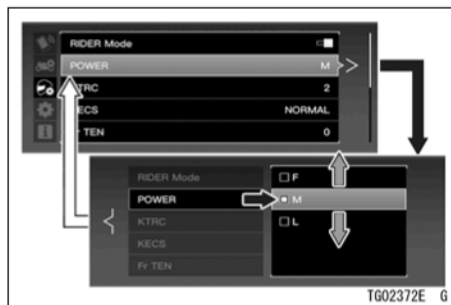 RIDER Mode
POWER M
KTRC 2
KECS NORMAL
Fr TEN 0
RIDER Mode
POWER
KTRC
KECS
Fr TEN
F
M
L
TG02372E G